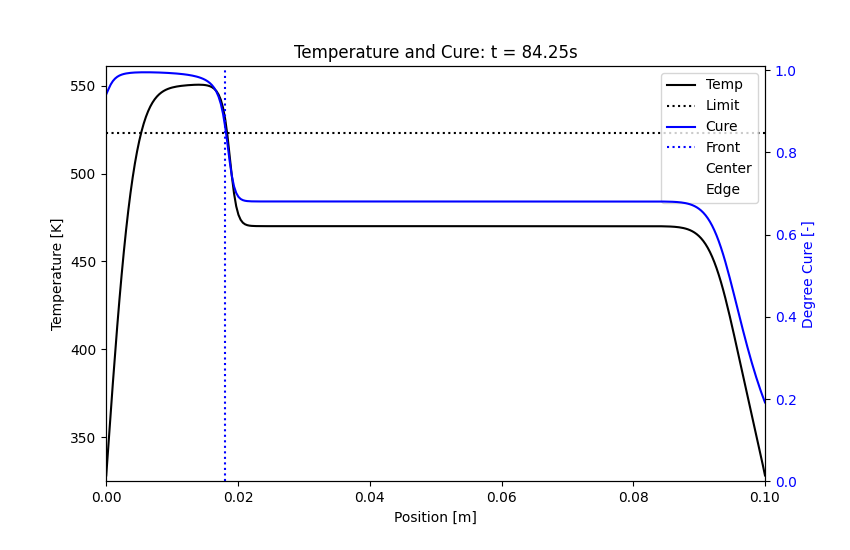 Temperature and Cure: t = 84.25s
Temperature [K]
550
500
450
400
350
Temp
Limit
Cure
Front
Center
Edge
1.0
0.8
0.6
0.4
0.2
0.0
Degree Cure [-]
0.00
0.02
0.04
0.06
0.08
0.10
Position [m]